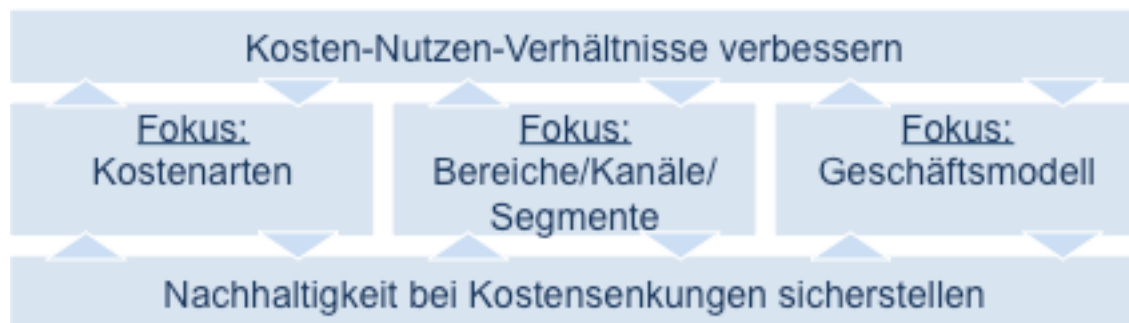 Kosten-Nutzen-Verhältnisse verbessern
Fokus:
Kostenarten
Fokus:
Bereiche/Kanäle/
Segmente
Fokus:
Geschäftsmodell
Nachhaltigkeit bei Kostensenkungen sicherstellen